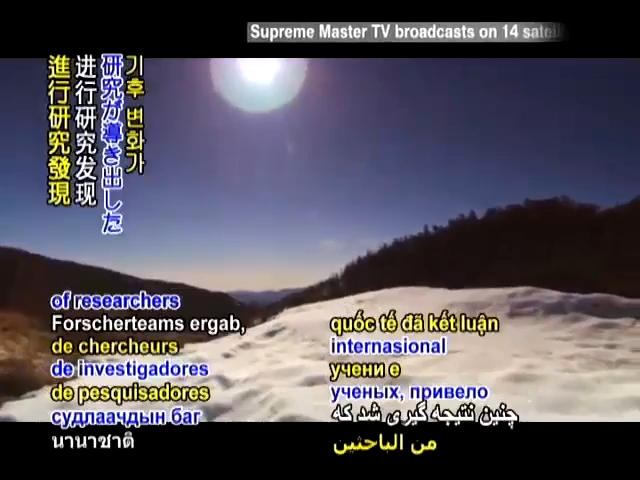 Supreme Master TV broadcasts on 14
기후 변화가
研究が導き出した
进行研究发现
進行研究發現
of researchers
Forscherteams ergab,
de chercheurs
de investigadores
de pesquisadores
судлаачдын баг
นานาชาติ
quốc tế đã kết luận
internasional
учени е
ученых, привело
چنین نتیجه گیری شد که
من الباحثين